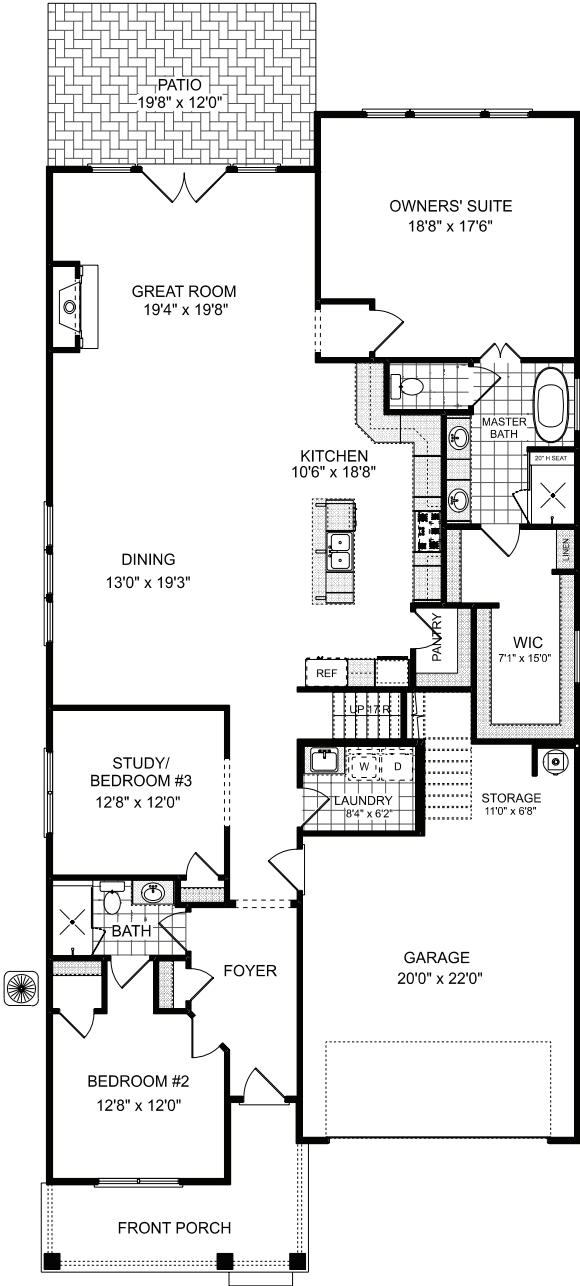 PATIO
19'8" x 12'0"
OWNERS' SUITE
18'8" x 17'6"
GREAT ROOM
19'4" x 19'8"
MASTER
BATH
KITCHEN
10'6" x 18'8"
20" H SEAT
DINING
13'0" x 19'3"
LINEN
PANTRY
WIC
7'1" x 15'0"
REF
UP 17 R
STUDY/
BEDROOM #3
12'8" x 12'0"
W
D
LAUNDRY
8'4" x 6'2"
STORAGE
11'0" x 6'8"
BATH
FOYER
GARAGE
20'0" x 22'0"
BEDROOM #2
12'8" x 12'0"
FRONT PORCH